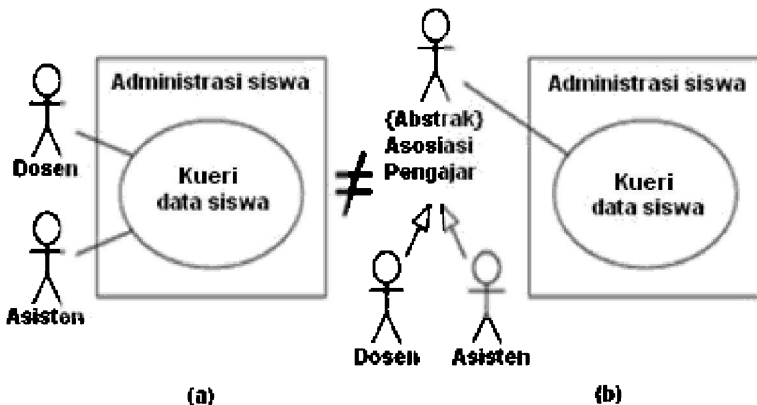 Administrasi siswa
Dosen
Kueri
data siswa
Asisten
(a)
≠
{Abstrak}
Asosiasi
Pengajar
Dosen
Asisten
Administrasi siswa
Kueri
data siswa
(b)